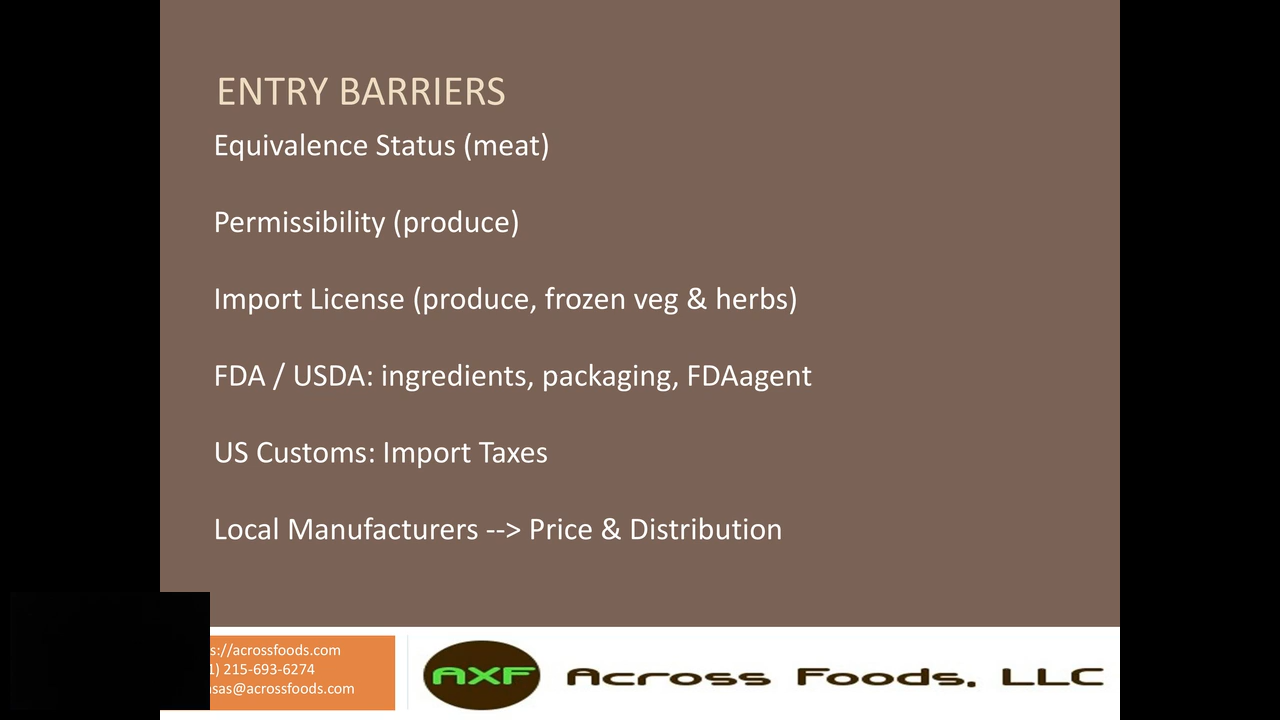 ENTRY BARRIERS
Equivalence Status (meat)
Permissibility (produce)
Import License (produce, frozen veg & herbs)
FDA / USDA: ingredients, packaging, FDAagent
US Customs: Import Taxes
Local Manufacturers --> Price & Distribution
s://acrossfoods.com
1) 215-693-6274
sas@acrossfoods.com
AXF Across Foods, LLC